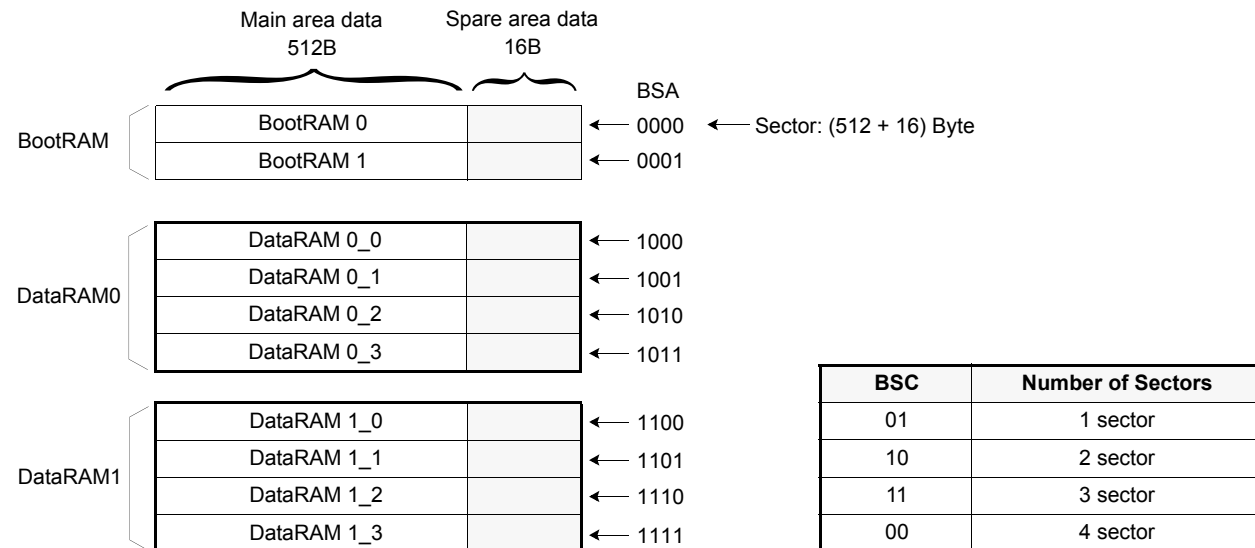 Main area data Spare area data
512B 16B
BSA
BootRAM
BootRAM 0 0000 Sector: (512 + 16) Byte
BootRAM 1 0001
DataRAM0
DataRAM 0_0 1000
DataRAM 0_1 1001
DataRAM 0_2 1010
DataRAM 0_3 1011
DataRAM1
DataRAM 1_0 1100
DataRAM 1_1 1101
DataRAM 1_2 1110
DataRAM 1_3 1111
BSC Number of Sectors
01 1 sector
10 2 sector
11 3 sector
00 4 sector